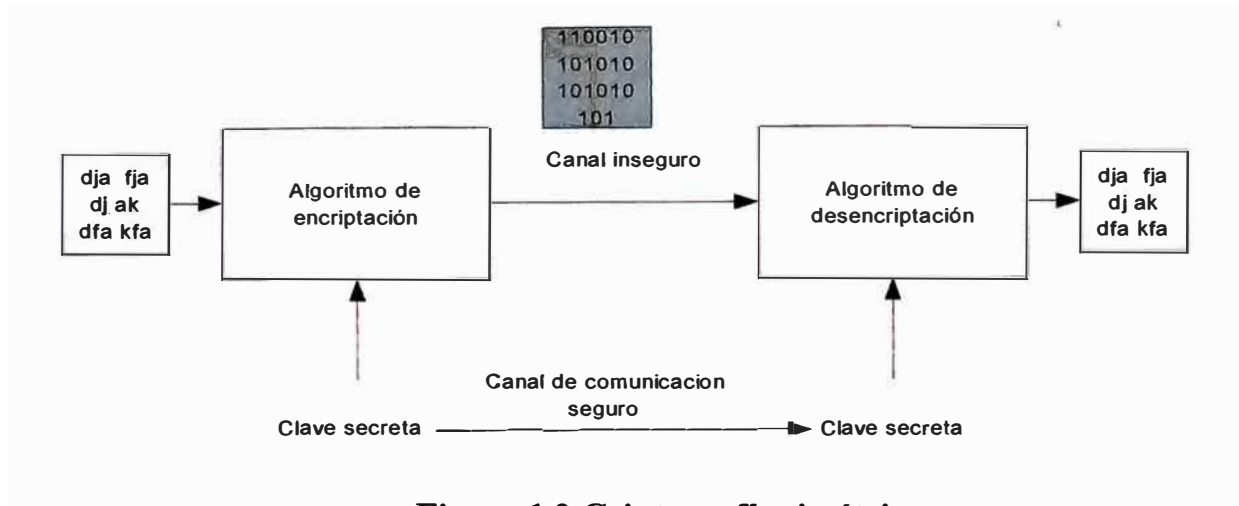 110010
101010
101010
101
Canal inseguro
dja fja
dj ak
dfa kfa
Algoritmo de
encriptación
Algoritmo de
desencriptación
dja fja
dj ak
dfa kfa
Canal de comunicacion
seguro
Clave secreta
Clave secreta